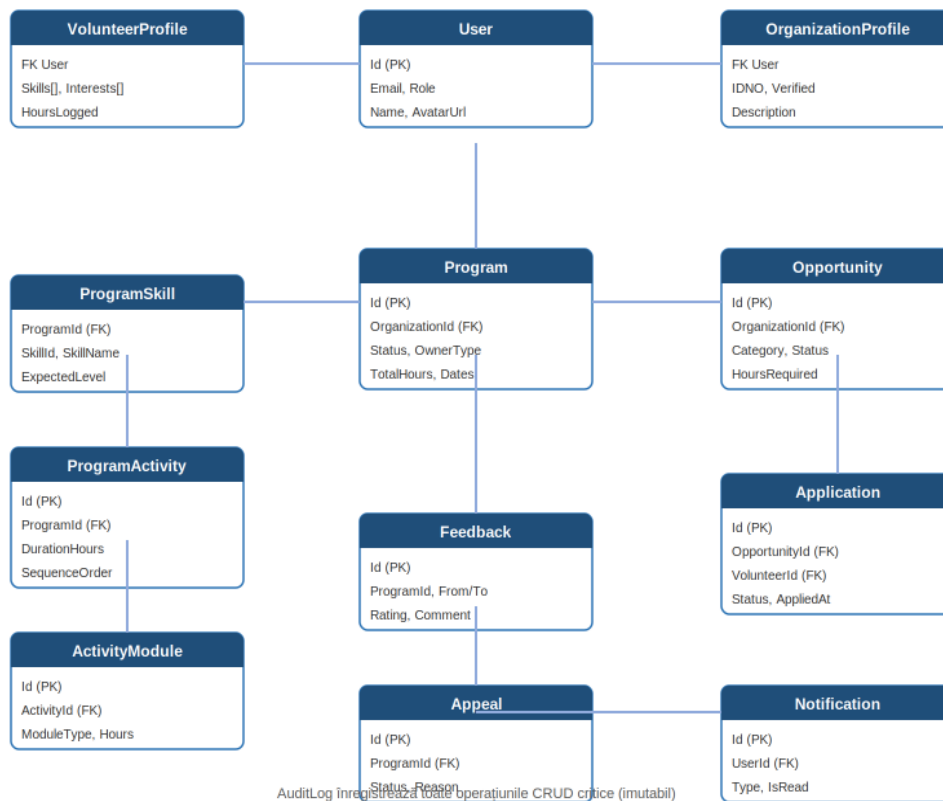 VolunteerProfile
FK User
Skills[], Interests[]
HoursLogged
User
Id (PK)
Email, Role
Name, AvatarUrl
OrganizationProfile
FK User
IDNO, Verified
Description
ProgramSkill
ProgramId (FK)
SkillId, SkillName
ExpectedLevel
Program
Id (PK)
OrganizationId (FK)
Status, OwnerType
TotalHours, Dates
Opportunity
Id (PK)
OrganizationId (FK)
Category, Status
HoursRequired
ProgramActivity
Id (PK)
ProgramId (FK)
DurationHours
SequenceOrder
Feedback
Id (PK)
ProgramId, From/To
Rating, Comment
Application
Id (PK)
OpportunityId (FK)
VolunteerId (FK)
Status, AppliedAt
ActivityModule
Id (PK)
ActivityId (FK)
ModuleType, Hours
Appeal
Id (PK)
ProgramId (FK)
Status, Reason
Notification
Id (PK)
UserId (FK)
Type, IsRead
AuditLog înregistrează toate operațiunile CRUD critice (imutabil)